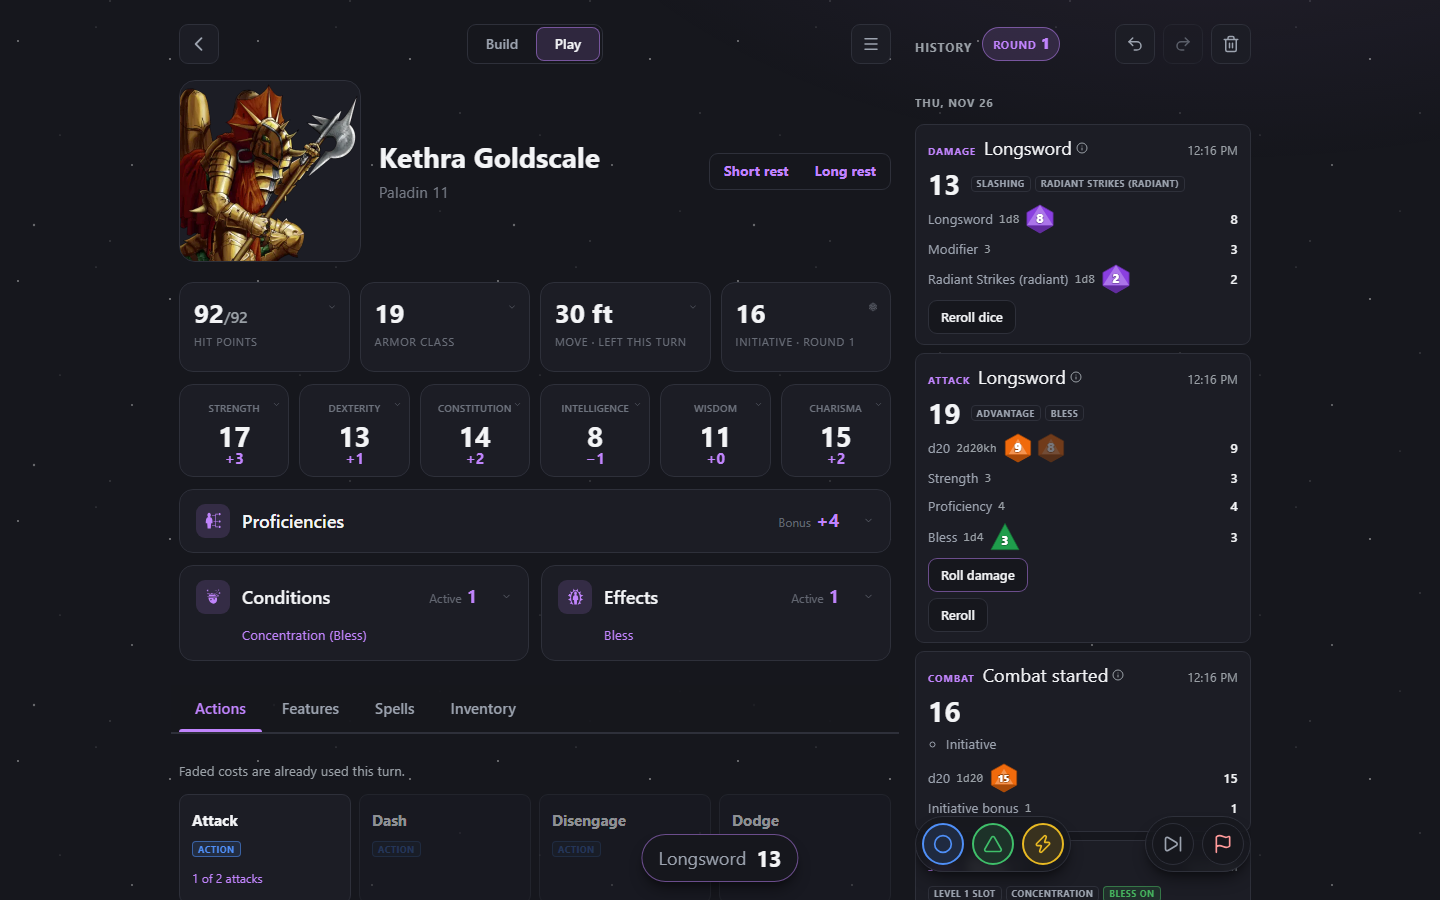 Build
Play
Kethra Goldscale
Paladin 11
Short rest
Long rest
92/92
HIT POINTS
19
ARMOR CLASS
30 ft
MOVE · LEFT THIS TURN
16
INITIATIVE · ROUND 1
STRENGTH
17
+3
DEXTERITY
13
+1
CONSTITUTION
14
+2
INTELLIGENCE
8
−1
WISDOM
11
+0
CHARISMA
15
+2
Proficiencies
Bonus +4
Conditions
Active 1
Concentration (Bless)
Effects
Active 1
Bless
Actions
Features
Spells
Inventory
Faded costs are already used this turn.
Attack
ACTION
1 of 2 attacks
Dash
ACTION
Disengage
ACTION
Dodge
Longsword 13
HISTORY
ROUND 1
THU, NOV 26
DAMAGE Longsword 12:16 PM
13 SLASHING RADIANT STRIKES (RADIANT)
Longsword 1d8 8 8
Modifier 3 3
Radiant Strikes (radiant) 1d8 2 2
Reroll dice
ATTACK Longsword 12:16 PM
19 ADVANTAGE BLESS
d20 2d20kh 9 8 9
Strength 3 3
Proficiency 4 4
Bless 1d4 3 3
Roll damage
Reroll
COMBAT Combat started 12:16 PM
16
Initiative
d20 1d20 15 15
Initiative bonus 1 1
LEVEL 1 SLOT CONCENTRATION BLESS ON